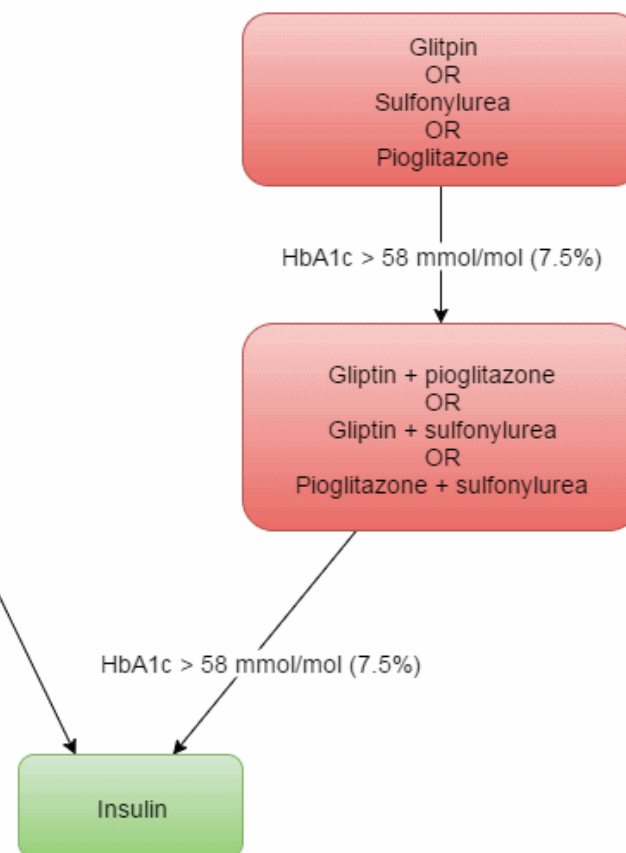 Glitpin
OR
Sulfonylurea
OR
Pioglitazone
HbA1c > 58 mmol/mol (7.5%)
Gliptin + pioglitazone
OR
Gliptin + sulfonylurea
OR
Pioglitazone + sulfonylurea
HbA1c > 58 mmol/mol (7.5%)
Insulin